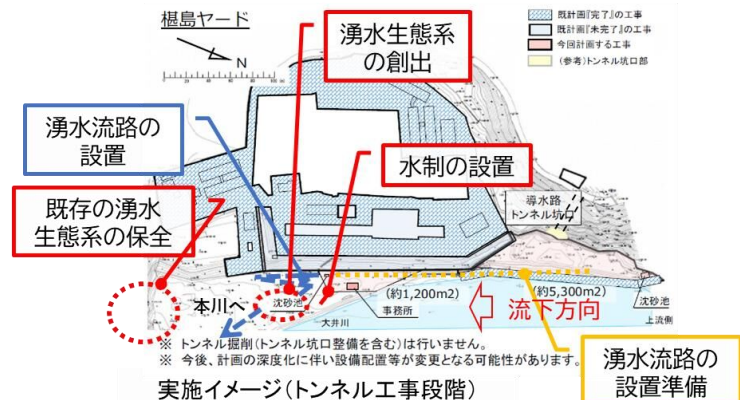 椹島ヤード
N
既計画『完了』の工事
既計画『未完了』の工事
今回計画する工事
(参考)トンネル坑口部
湧水生態系
の創出
湧水流路の
設置
水制の設置
既存の湧水
生態系の保全
導水路
トンネル坑口
本川へ
沈砂池
(約1,200m2)
事務所
大井川
流下方向
(約5,300m2)
沈砂池
上流側
※ トンネル掘削(トンネル坑口整備を含む)は行いません。
※ 今後、計画の深度化に伴い設備配置等が変更となる可能性があります。
湧水流路の
設置準備
実施イメージ(トンネル工事段階)